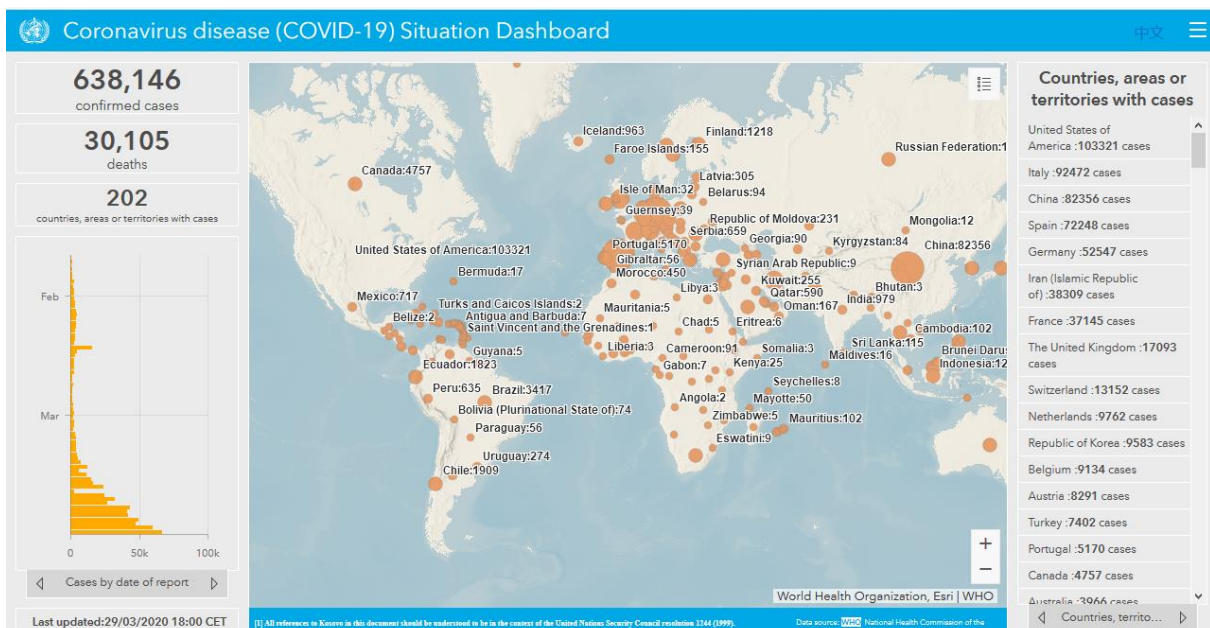 Coronavirus disease (COVID-19) Situation Dashboard
中文
638,146
confirmed cases
30,105
deaths
202
countries, areas or territories with cases
Feb
Mar
0 50k 100k
Cases by date of report
Last updated:29/03/2020 18:00 CET
Iceland:963
Finland:1218
Faroe Islands:155
Russian Federation:1
Canada:4757
Latvia:305
Isle of Man:32
Belarus:94
Guernsey:39
Republic of Moldova:231
Mongolia:12
Serbia:659
Georgia:90
Kyrgyzstan:84
China:82356
United States of America:103321
Portugal:5170
Gibraltar:56
Syrian Arab Republic:9
Bermuda:17
Morocco:450
Kuwait:255
Bhutan:3
Libya:3
Qatar:590
India:979
Mexico:717
Turks and Caicos Islands:2
Mauritania:5
Oman:167
Belize:2
Antigua and Barbuda:7
Chad:5
Eritrea:6
Saint Vincent and the Grenadines:1
Cambodia:102
Liberia:3
Cameroon:91
Somalia:3
Sri Lanka:115
Guyana:5
Maldives:16
Brunei Daru
Ecuador:1823
Gabon:7
Kenya:25
Indonesia:12
Peru:635
Brazil:3417
Seychelles:8
Angola:2
Mayotte:50
Bolivia (Plurinational State of):74
Zimbabwe:5
Mauritius:102
Paraguay:56
Eswatini:9
Uruguay:274
Chile:1909
+
−
World Health Organization, Esri | WHO
[1] All references to Kosovo in this document should be understood to be in the context of the United Nations Security Council resolution 1244 (1999).
Data source: WHO National Health Commission of the
Countries, areas or
territories with cases
United States of
America :103321 cases
Italy :92472 cases
China :82356 cases
Spain :72248 cases
Germany :52547 cases
Iran (Islamic Republic
of) :38309 cases
France :37145 cases
The United Kingdom :17093
cases
Switzerland :13152 cases
Netherlands :9762 cases
Republic of Korea :9583 cases
Belgium :9134 cases
Austria :8291 cases
Turkey :7402 cases
Portugal :5170 cases
Canada :4757 cases
Australia :3966 cases
Countries, territo...